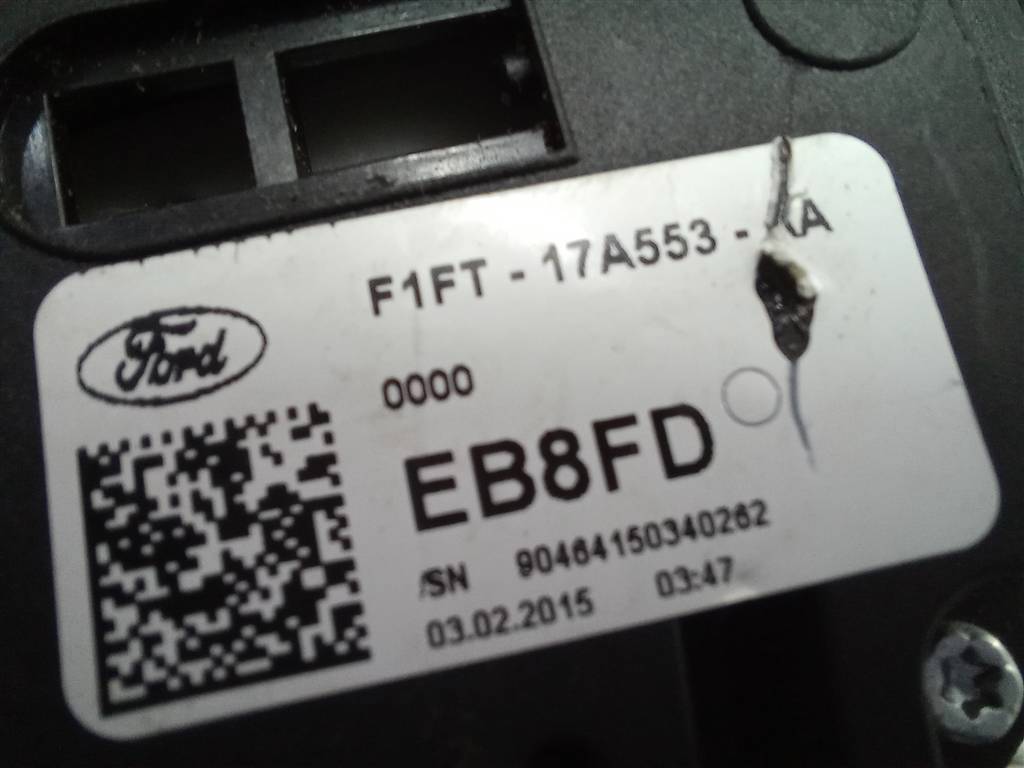 F1FT - 17A553 -
Ford
0000
EB8FD
/SN 90464150340262
03.02.2015 03:47